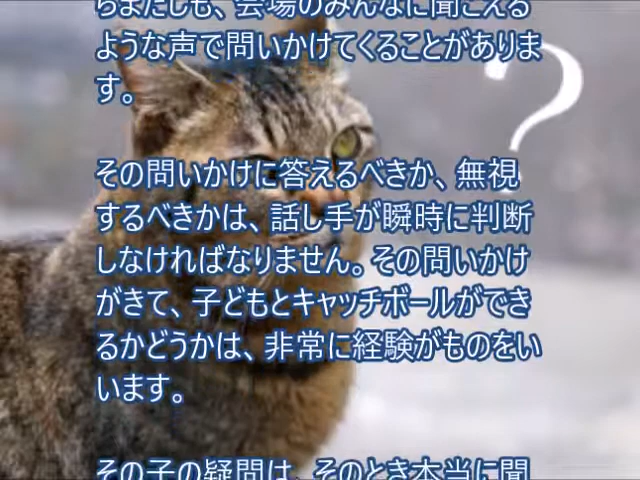 らまだしも、会場のみんなに聞こえる
ような声で問いかけてくることがありま
す。
その問いかけに答えるべきか、無視
するべきかは、話し手が瞬時に判断
しなければなりません。その問いかけ
がきて、子どもとキャッチボールができ
るかどうかは、非常に経験がものをい
います。
その子の疑問は、そのとき本当に聞
?